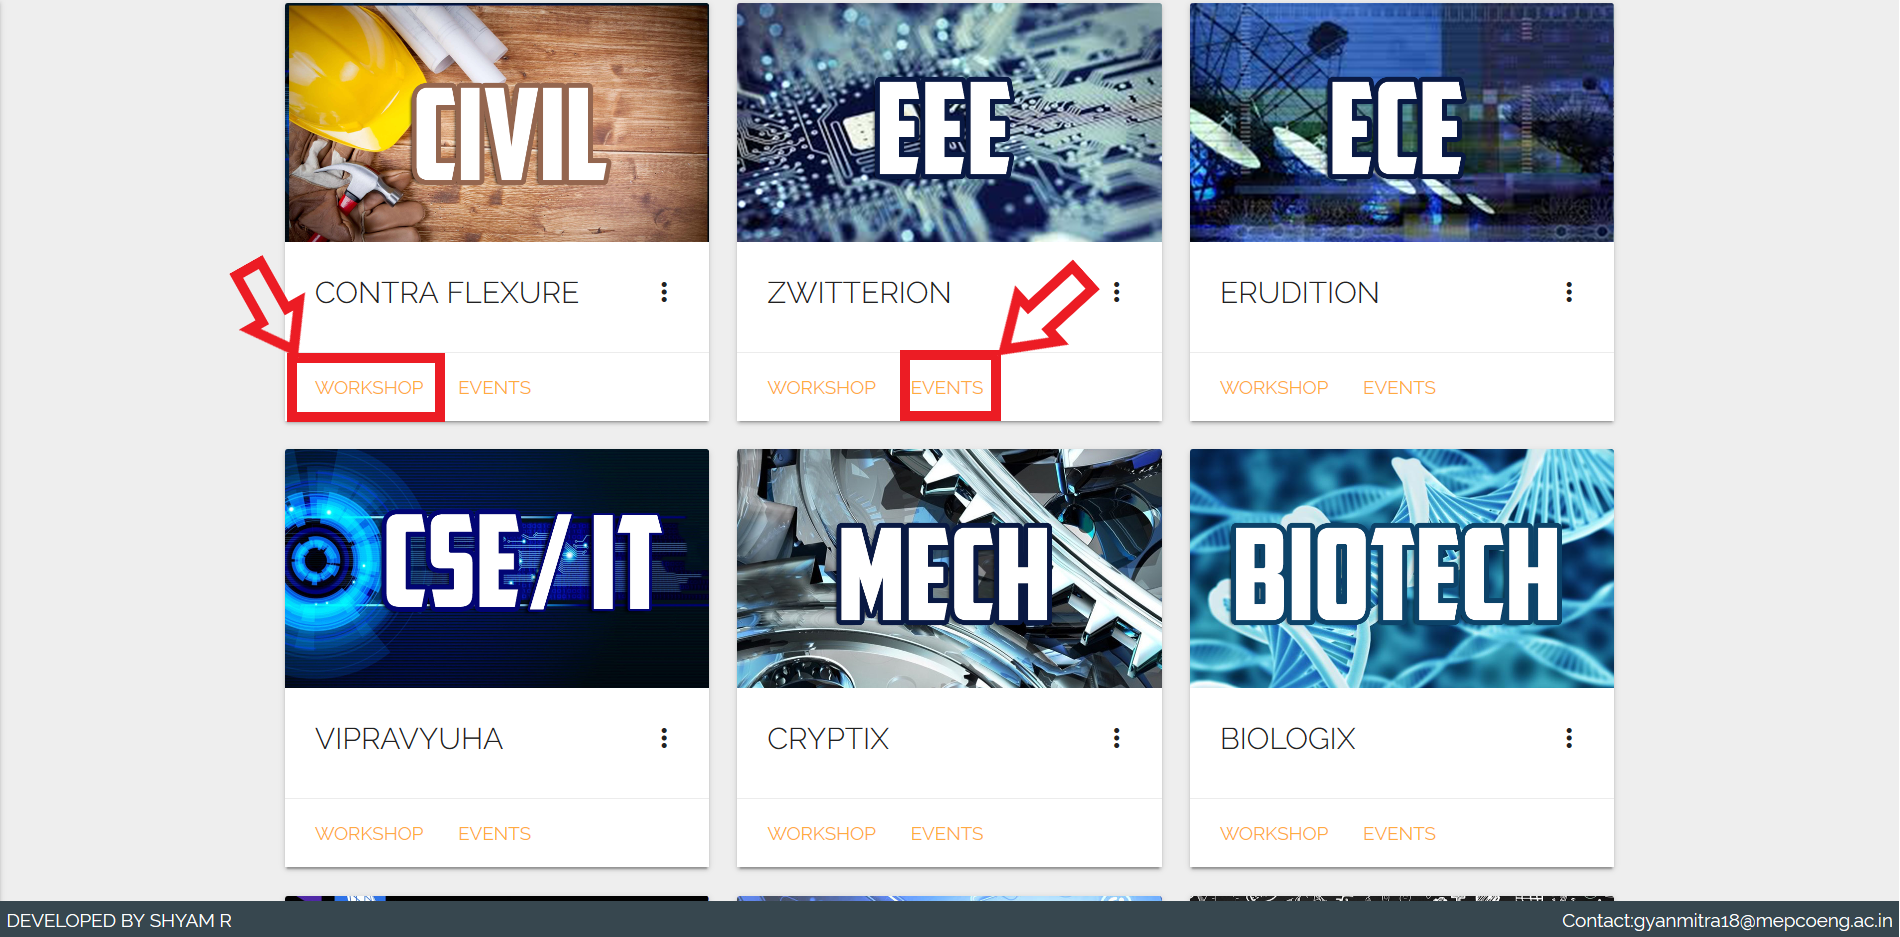 CIVIL
EEE
ECE
CONTRA FLEXURE
ZWITTERION
ERUDITION
WORKSHOP EVENTS
WORKSHOP EVENTS
WORKSHOP EVENTS
CSE/IT
MECH
BIOTECH
VIPRAVYUHA
CRYPTIX
BIOLOGIX
WORKSHOP EVENTS
WORKSHOP EVENTS
WORKSHOP EVENTS
DEVELOPED BY SHYAM R
Contact:gyanmitra18@mepcoeng.ac.in